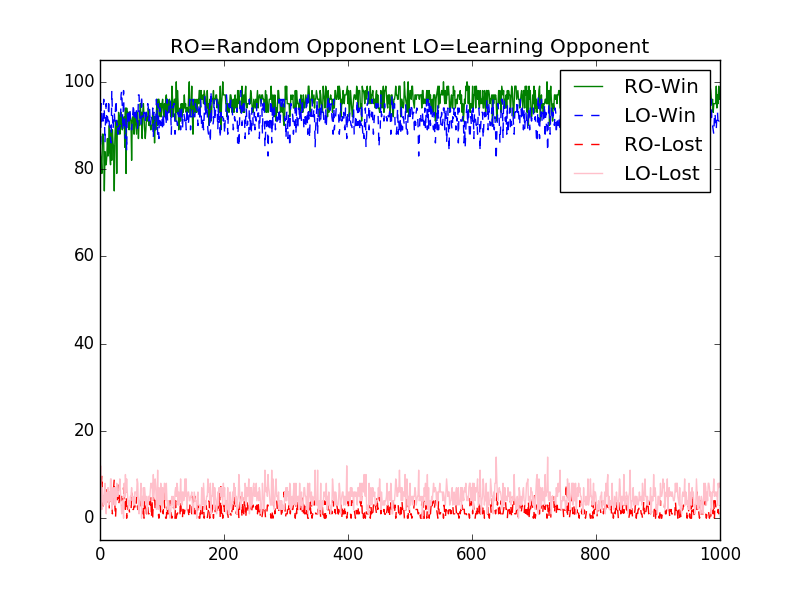 RO=Random Opponent LO=Learning Opponent
100
80
60
40
20
0
RO-Win
LO-Win
RO-Lost
LO-Lost
0 200 400 600 800 1000